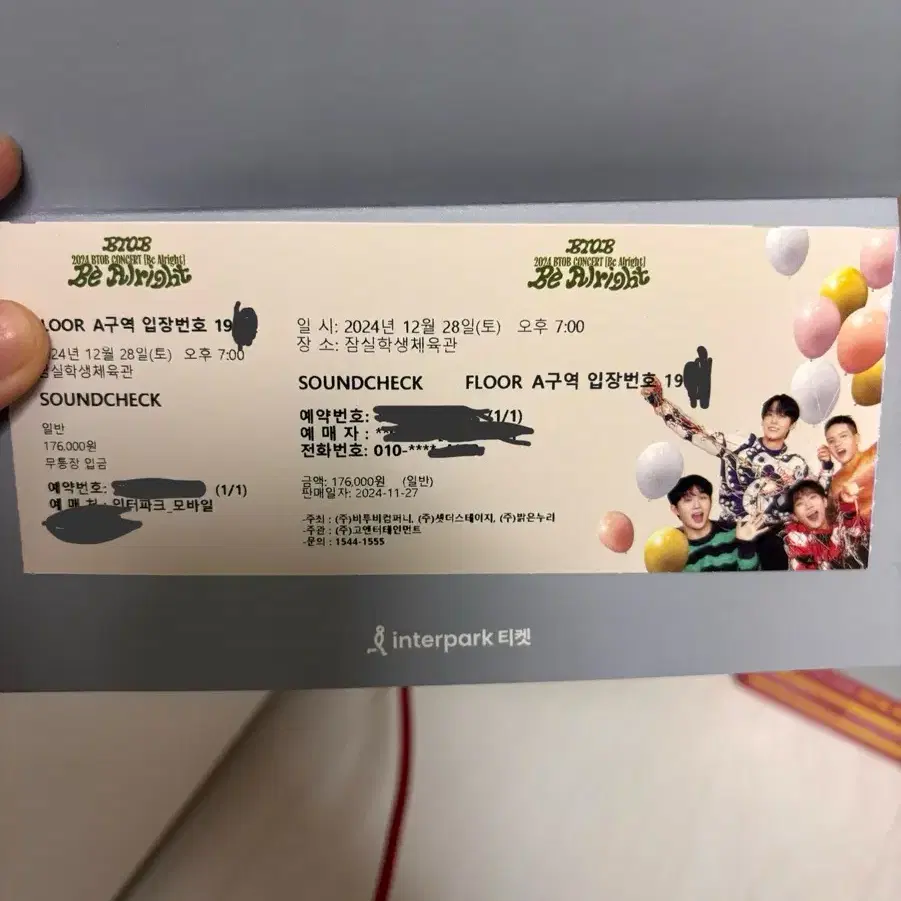 BTOB
2024 BTOB CONCERT [Be Alright]
Be Alright
LOOR A구역 입장번호 19
24년 12월 28일(토) 오후 7:00
실학생체육관
SOUNDCHECK
일반
176,000원
무통장 입금
예약번호: (1/1)
예 매 처 : 인터파크_모바일
BTOB
2024 BTOB CONCERT [Be Alright]
Be Alright
일 시: 2024년 12월 28일(토) 오후 7:00
장 소: 잠실학생체육관
SOUNDCHECK FLOOR A구역 입장번호 19
예약번호: (1/1)
예 매 자 : *
전화번호: 010-****
금액: 176,000원 (일반)
판매일자: 2024-11-27
-주최 : (주)비투비컴퍼니, (주)셋더스테이지, (주)밝은누리
-주관 : (주)고엔터테인먼트
-문의 : 1544-1555
interpark 티켓